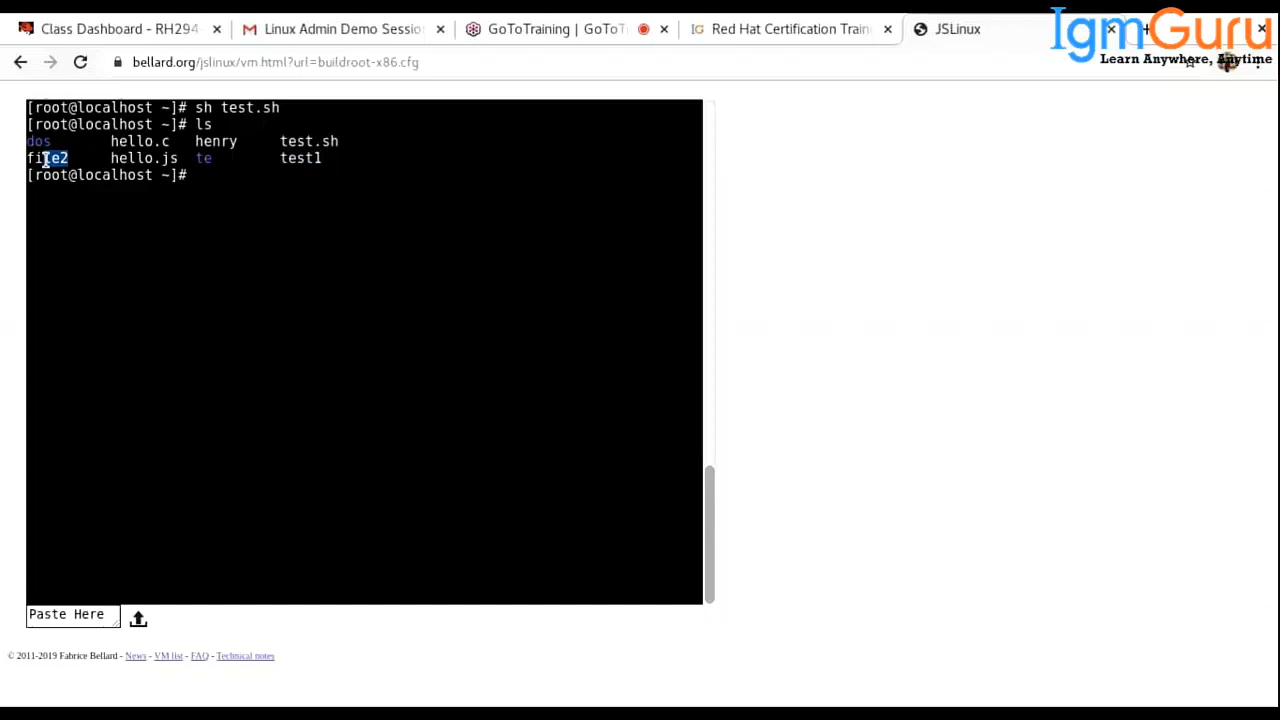 Class Dashboard - RH294
Linux Admin Demo Sessio
GoToTraining | GoToT
Red Hat Certification Train
JSLinux
IgmGuru
Learn Anywhere, Anytime
bellard.org/jslinux/vm.html?url=buildroot-x86.cfg
[root@localhost ~]# sh test.sh
[root@localhost ~]# ls
dos hello.c henry test.sh
file2 hello.js te test1
[root@localhost ~]#
Paste Here
© 2011-2019 Fabrice Bellard - News - VM list - FAQ - Technical notes